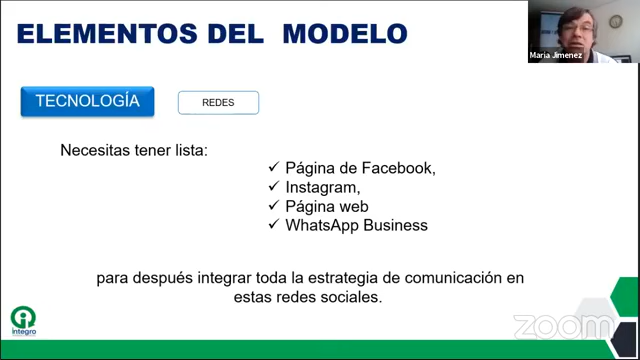 ELEMENTOS DEL MODELO
Maria Jimenez
TECNOLOGÍA
REDES
Necesitas tener lista:
✓ Página de Facebook,
✓ Instagram,
✓ Página web
✓ WhatsApp Business
para después integrar toda la estrategia de comunicación en
estas redes sociales.
integro
zoom